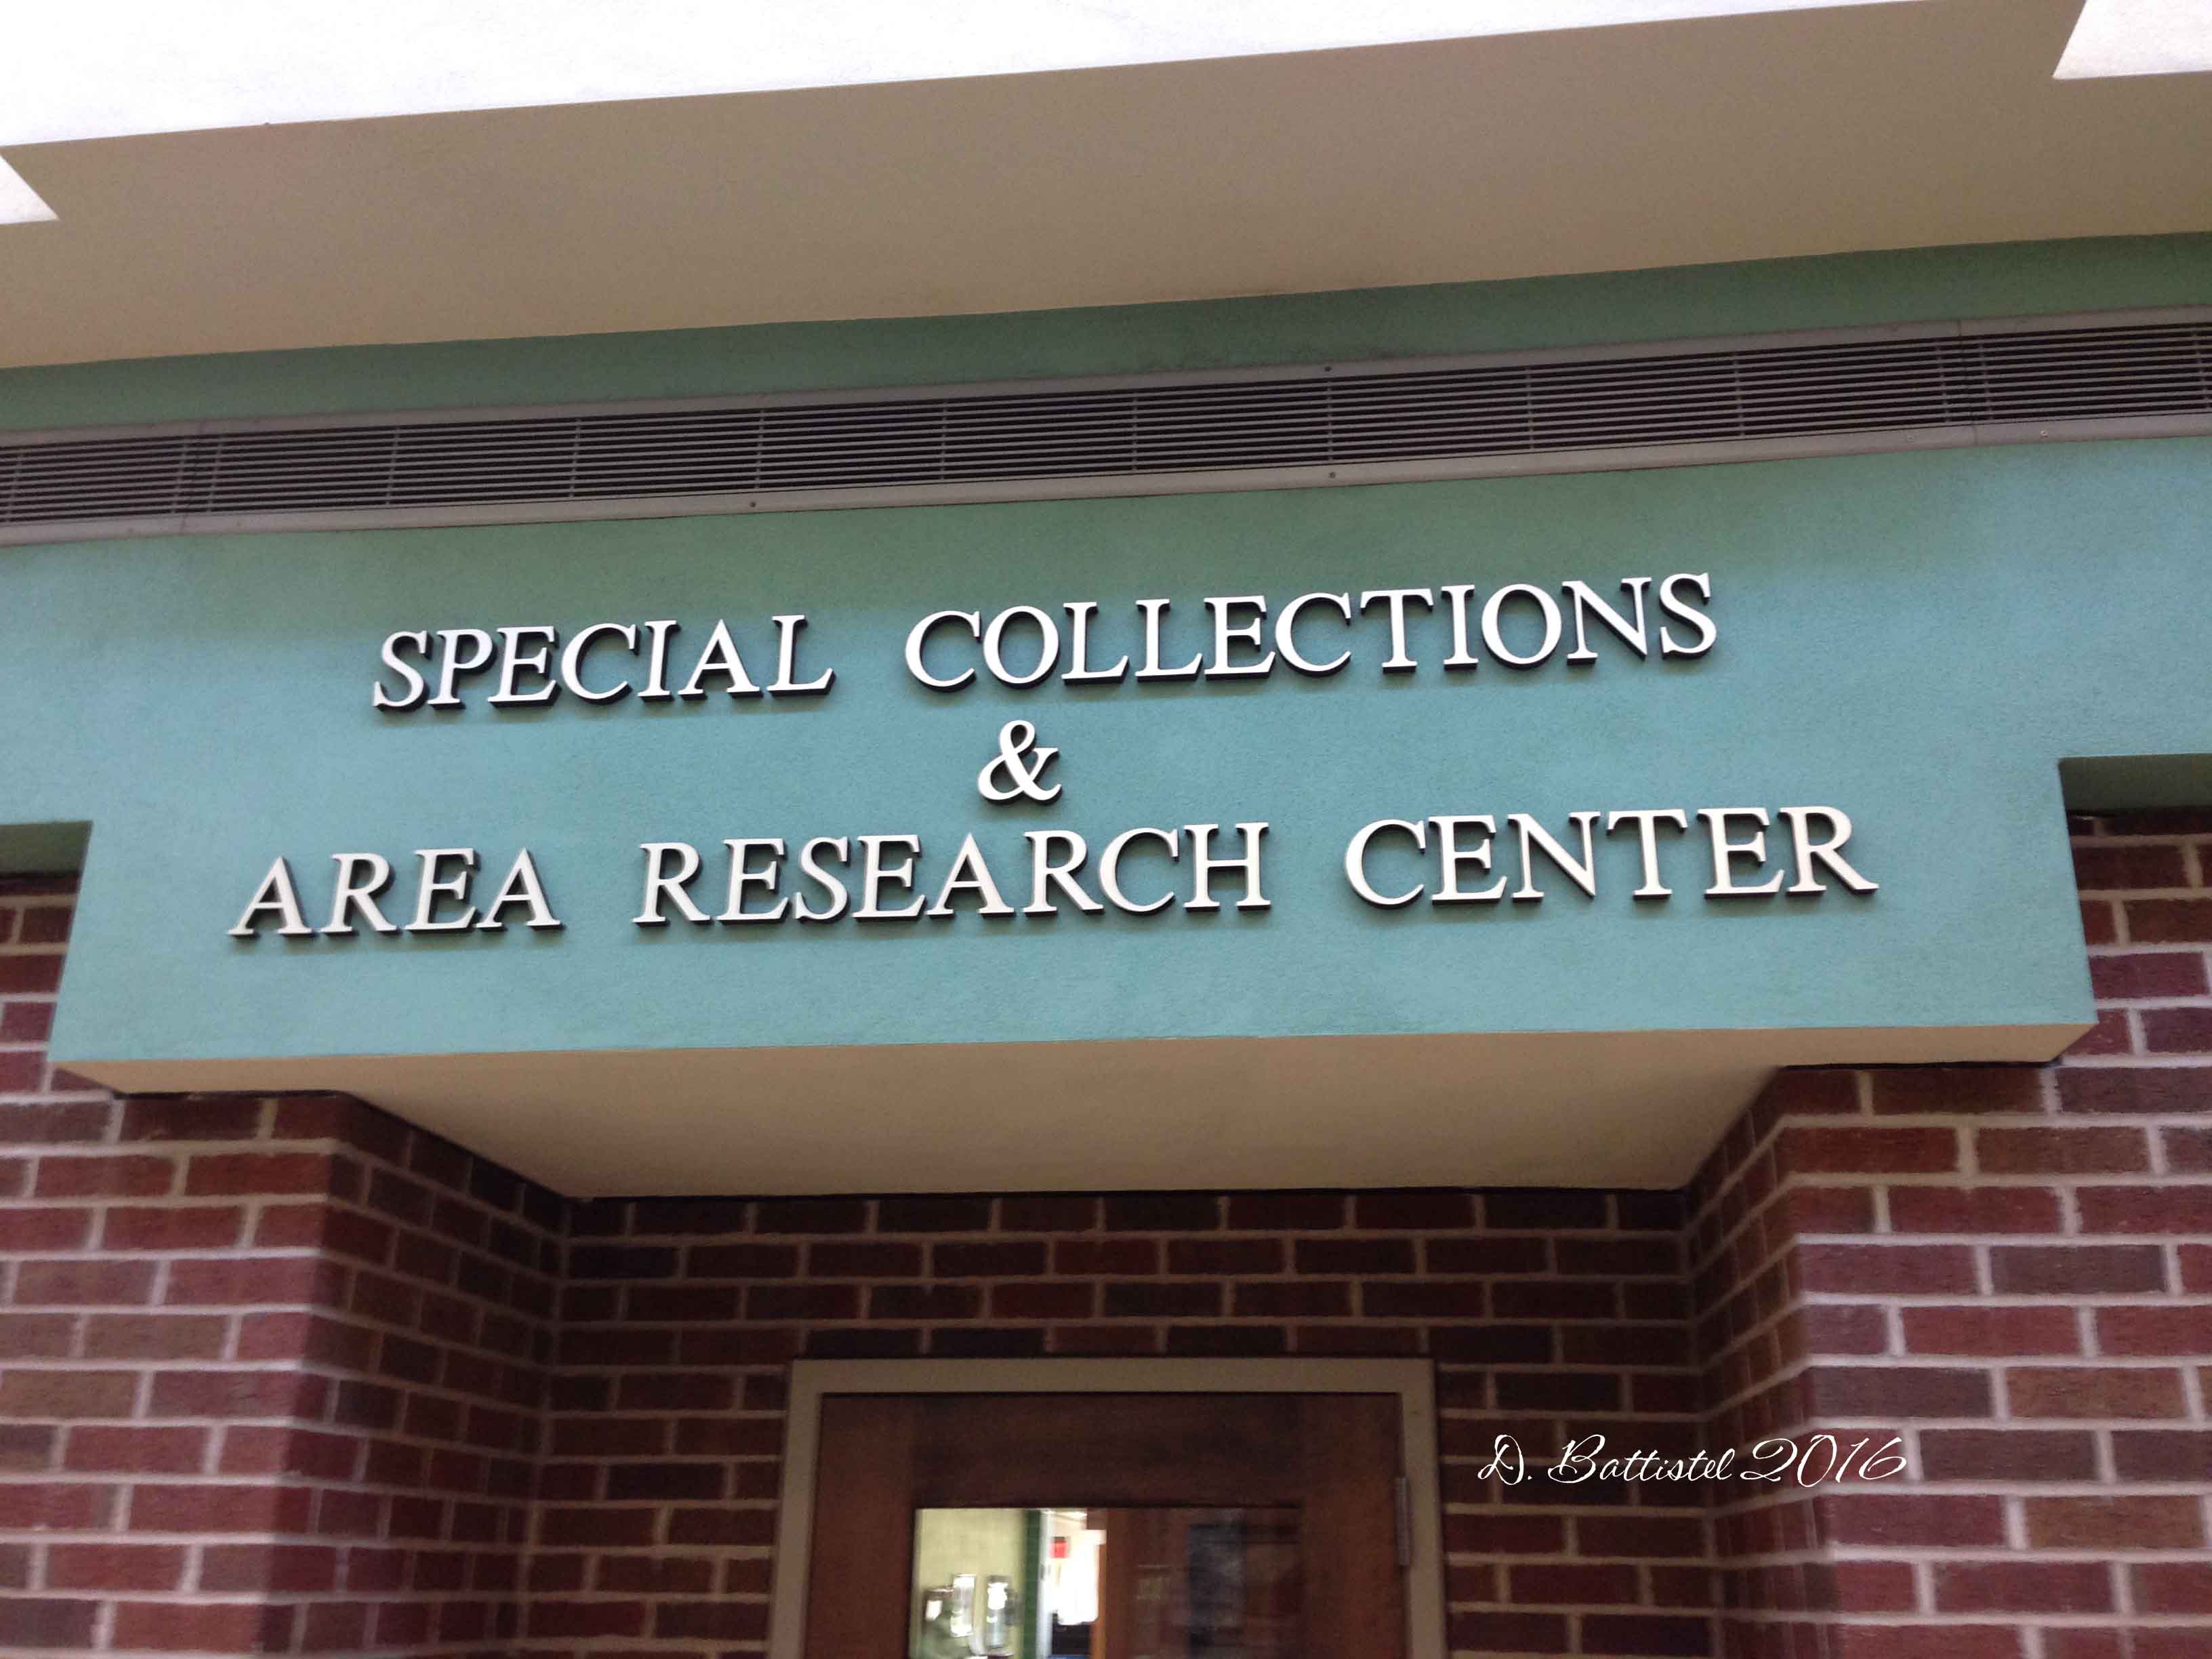 SPECIAL COLLECTIONS
&
AREA RESEARCH CENTER
D. Battistel 2016